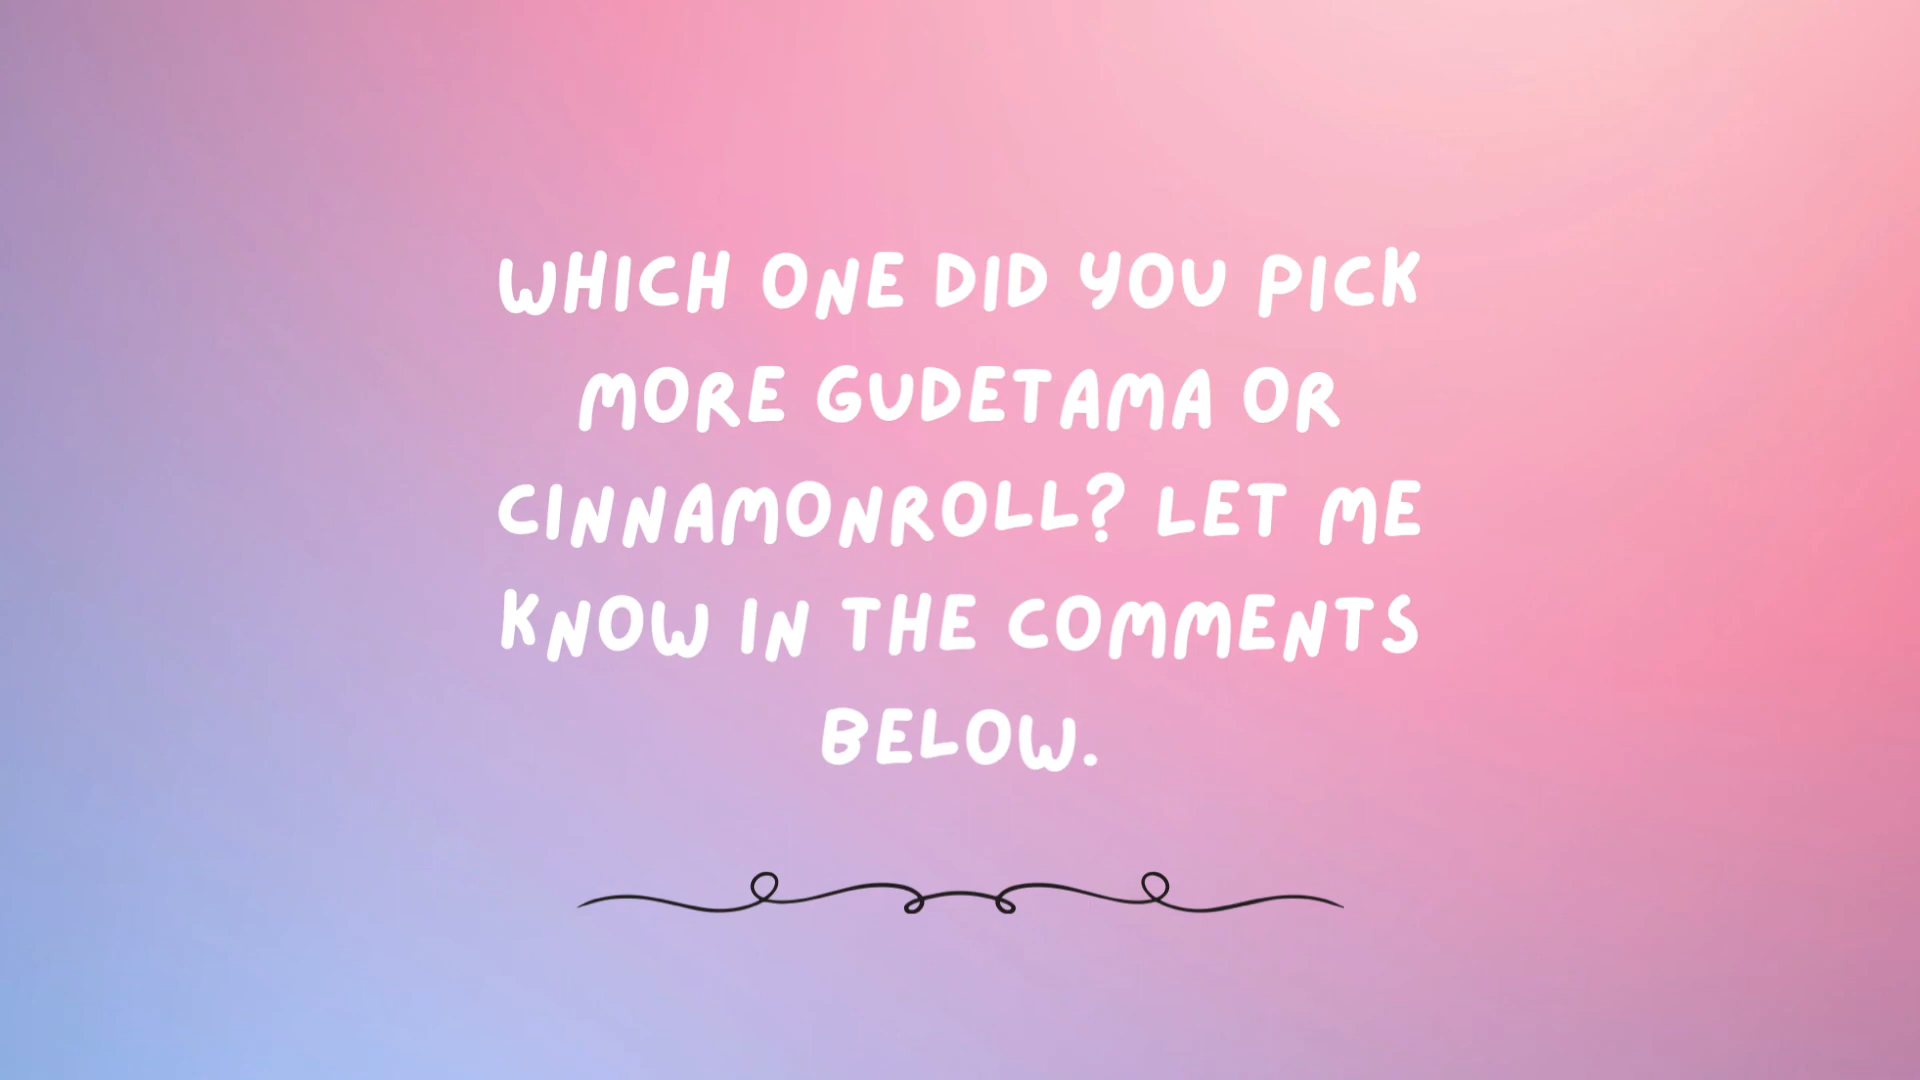 WHICH ONE DID YOU PICK
MORE GUDETAMA OR
CINNAMONROLL? LET ME
KNOW IN THE COMMENTS
BELOW.